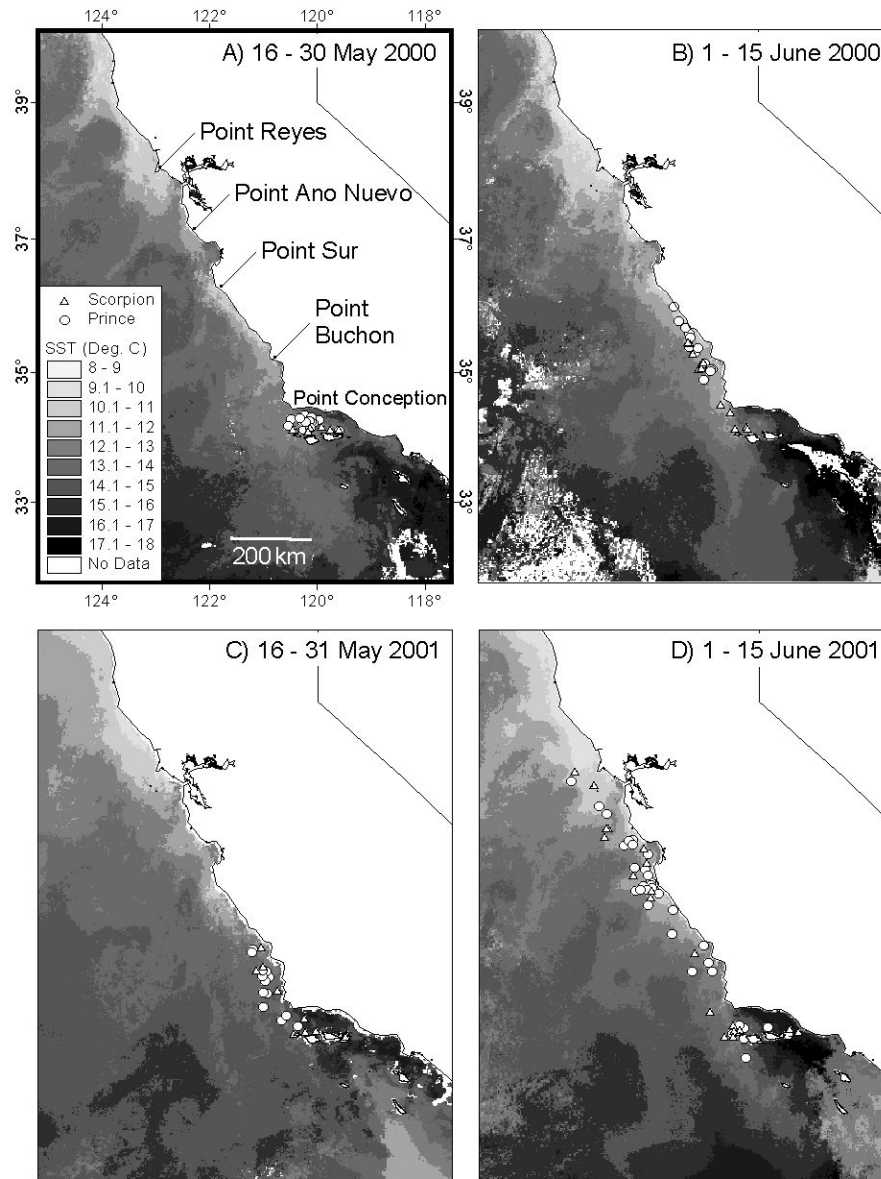 124° 122° 120° 118°
A) 16 - 30 May 2000
B) 1 - 15 June 2000
39°
39°
Point Reyes
Point Ano Nuevo
37°
37°
Point Sur
Scorpion
Prince
Point
Buchon
SST (Deg. C)
8 - 9
9.1 - 10
10.1 - 11
11.1 - 12
12.1 - 13
13.1 - 14
14.1 - 15
15.1 - 16
16.1 - 17
17.1 - 18
No Data
35°
35°
Point Conception
33°
33°
200 km
124° 122° 120° 118°
C) 16 - 31 May 2001
D) 1 - 15 June 2001